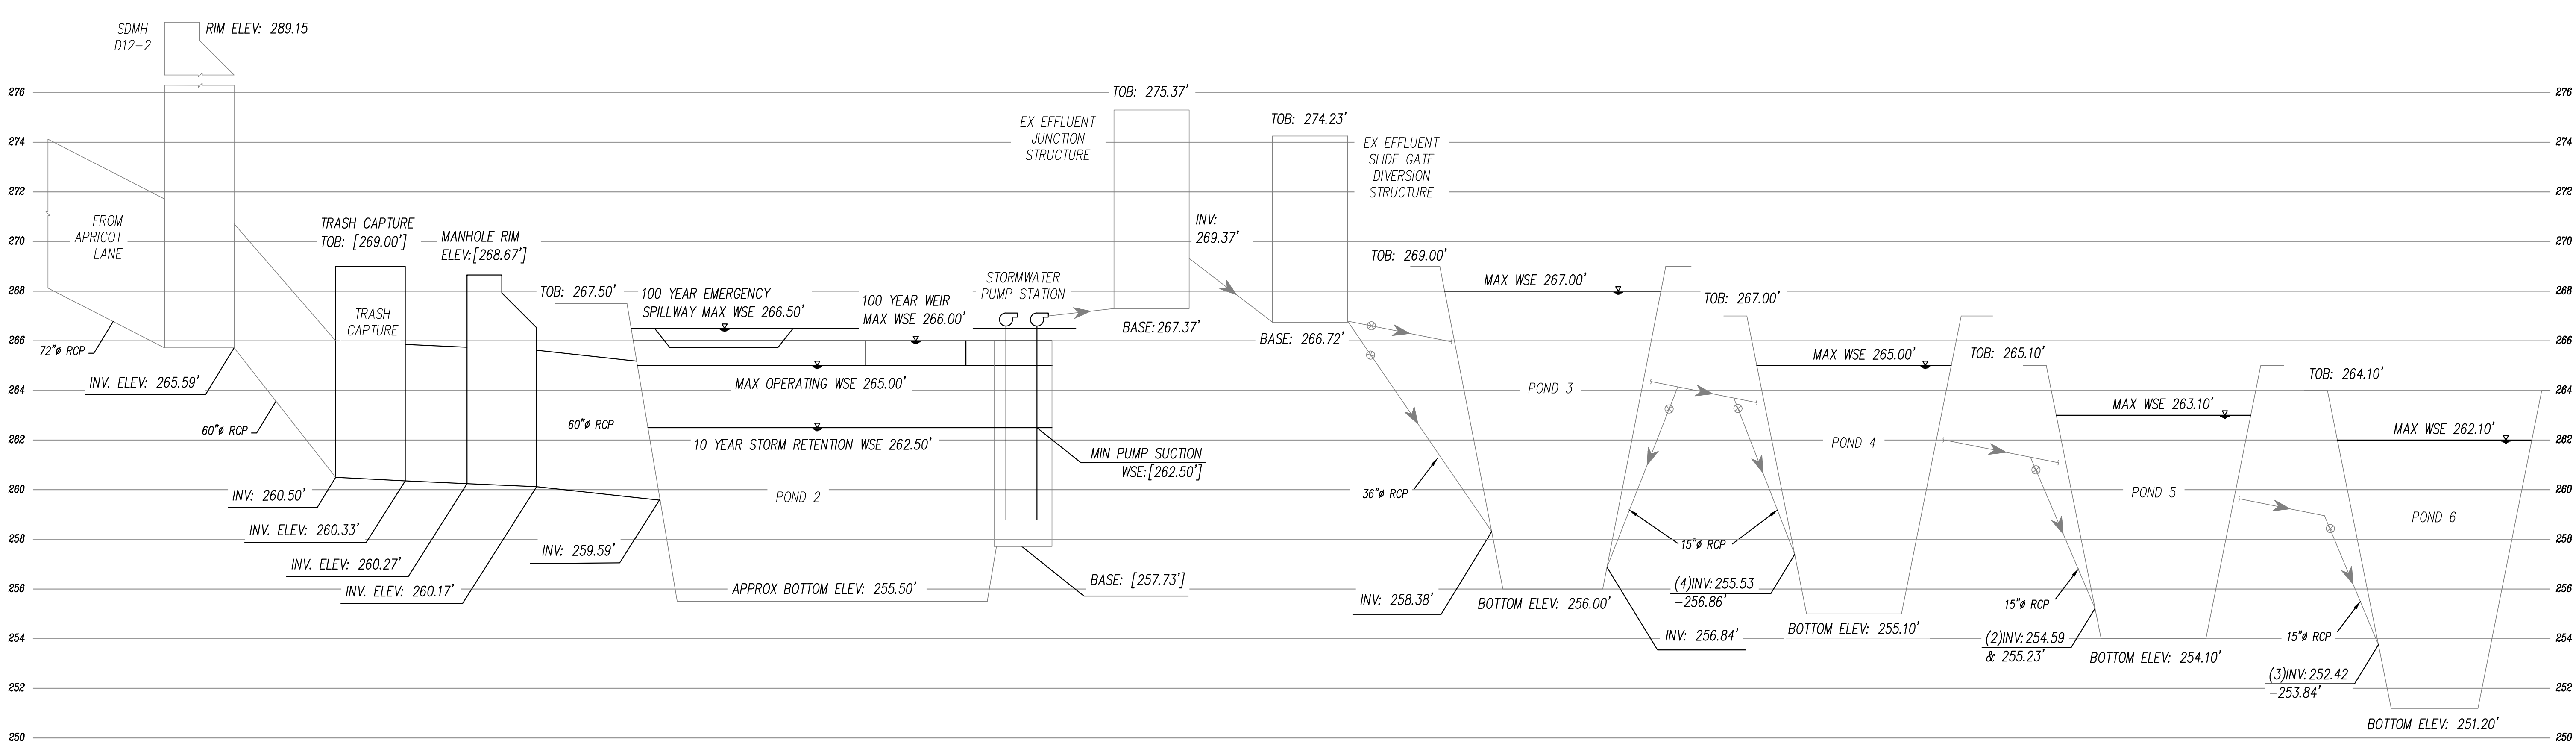 SDMH
D12-2
RIM ELEV: 289.15
276
274
272
270
268
266
264
262
260
258
256
254
252
250
FROM
APRICOT
LANE
72"ø RCP
INV. ELEV: 265.59'
60"ø RCP
TRASH CAPTURE
TOB: [269.00']
TRASH
CAPTURE
MANHOLE RIM
ELEV:[268.67']
INV: 260.50'
INV. ELEV: 260.33'
INV. ELEV: 260.27'
INV. ELEV: 260.17'
60"ø RCP
INV: 259.59'
TOB: 267.50'
100 YEAR EMERGENCY
SPILLWAY MAX WSE 266.50'
100 YEAR WEIR
MAX WSE 266.00'
MAX OPERATING WSE 265.00'
10 YEAR STORM RETENTION WSE 262.50'
POND 2
APPROX BOTTOM ELEV: 255.50'
STORMWATER
PUMP STATION
MIN PUMP SUCTION
WSE:[262.50']
BASE: [257.73']
EX EFFLUENT
JUNCTION
STRUCTURE
TOB: 275.37'
BASE: 267.37'
INV:
269.37'
TOB: 274.23'
EX EFFLUENT
SLIDE GATE
DIVERSION
STRUCTURE
BASE: 266.72'
36"ø RCP
INV: 258.38'
TOB: 269.00'
MAX WSE 267.00'
POND 3
BOTTOM ELEV: 256.00'
15"ø RCP
INV: 256.84'
(4)INV: 255.53
-256.86'
TOB: 267.00'
MAX WSE 265.00'
POND 4
BOTTOM ELEV: 255.10'
15"ø RCP
(2)INV: 254.59
& 255.23'
TOB: 265.10'
MAX WSE 263.10'
POND 5
BOTTOM ELEV: 254.10'
15"ø RCP
(3)INV: 252.42
-253.84'
TOB: 264.10'
MAX WSE 262.10'
POND 6
BOTTOM ELEV: 251.20'
276
274
272
270
268
266
264
262
260
258
256
254
252
250